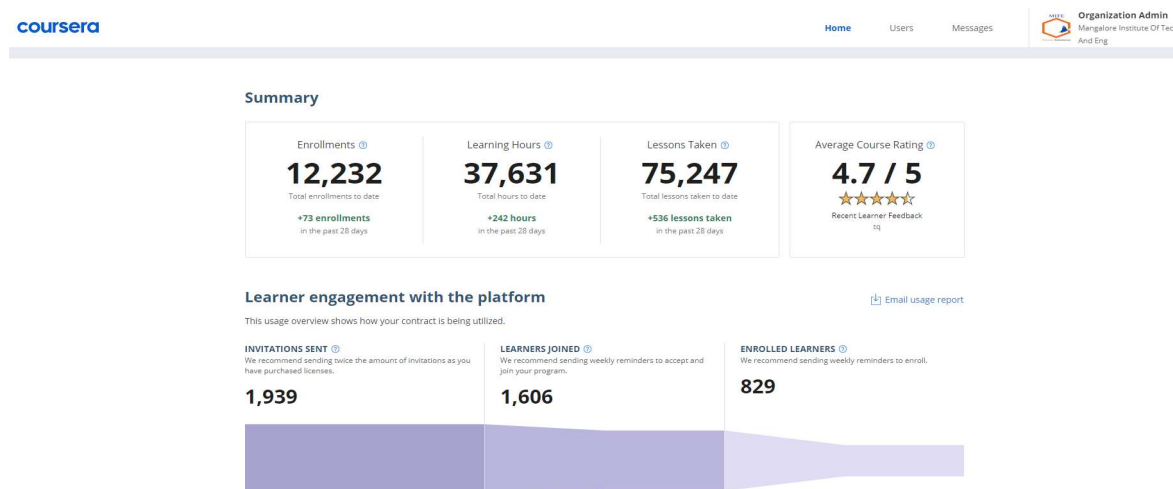 coursera
Home
Users
Messages
MITE
Organization Admin
Mangalore Institute Of Tec
And Eng
Summary
Enrollments
12,232
Total enrollments to date
+73 enrollments
in the past 28 days
Learning Hours
37,631
Total hours to date
+242 hours
in the past 28 days
Lessons Taken
75,247
Total lessons taken to date
+536 lessons taken
in the past 28 days
Average Course Rating
4.7 / 5
Recent Learner Feedback
tq
Learner engagement with the platform
Email usage report
This usage overview shows how your contract is being utilized.
INVITATIONS SENT
We recommend sending twice the amount of invitations as you
have purchased licenses.
1,939
LEARNERS JOINED
We recommend sending weekly reminders to accept and
join your program.
1,606
ENROLLED LEARNERS
We recommend sending weekly reminders to enroll.
829